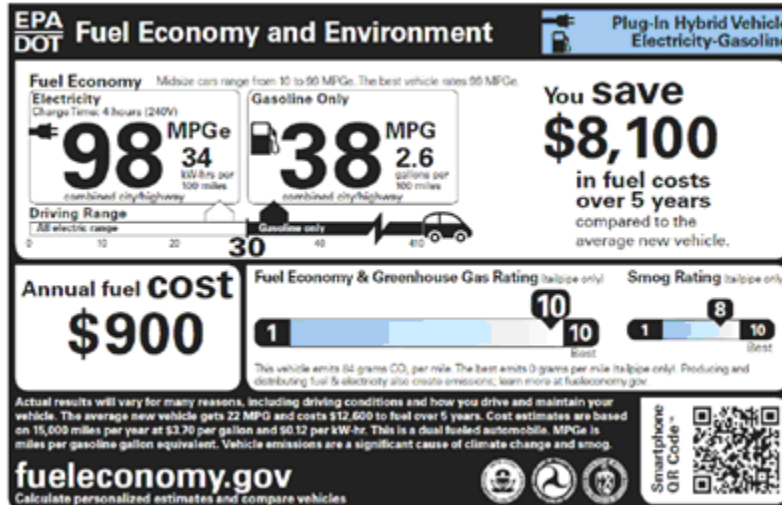 EPA
DOT Fuel Economy and Environment
Plug-In Hybrid Vehicle
Electricity-Gasoline
Fuel Economy Midsize cars range from 10 to 99 MPGe. The best vehicle rates 99 MPGe.
Electricity
Charge Time: 4 hours (240V)
98 MPGe
34
kW-hrs per
100 miles
combined city/highway
Gasoline Only
38 MPG
2.6
gallons per
100 miles
combined city/highway
You save
$8,100
in fuel costs
over 5 years
compared to the
average new vehicle.
Driving Range
All electric range Gasoline only
0 10 20 30 40 410
Annual fuel cost
$900
Fuel Economy & Greenhouse Gas Rating (tailpipe only)
1 10 10
Best
Smog Rating (tailpipe only)
1 8 10
Best
This vehicle emits 84 grams CO₂ per mile. The best emits 0 grams per mile (tailpipe only). Producing and
distributing fuel & electricity also create emissions; learn more at fueleconomy.gov.
Actual results will vary for many reasons, including driving conditions and how you drive and maintain your
vehicle. The average new vehicle gets 22 MPG and costs $12,600 to fuel over 5 years. Cost estimates are based
on 15,000 miles per year at $3.70 per gallon and $0.12 per kW-hr. This is a dual fueled automobile. MPGe is
miles per gasoline gallon equivalent. Vehicle emissions are a significant cause of climate change and smog.
fueleconomy.gov
Calculate personalized estimates and compare vehicles
Smartphone
QR Code™